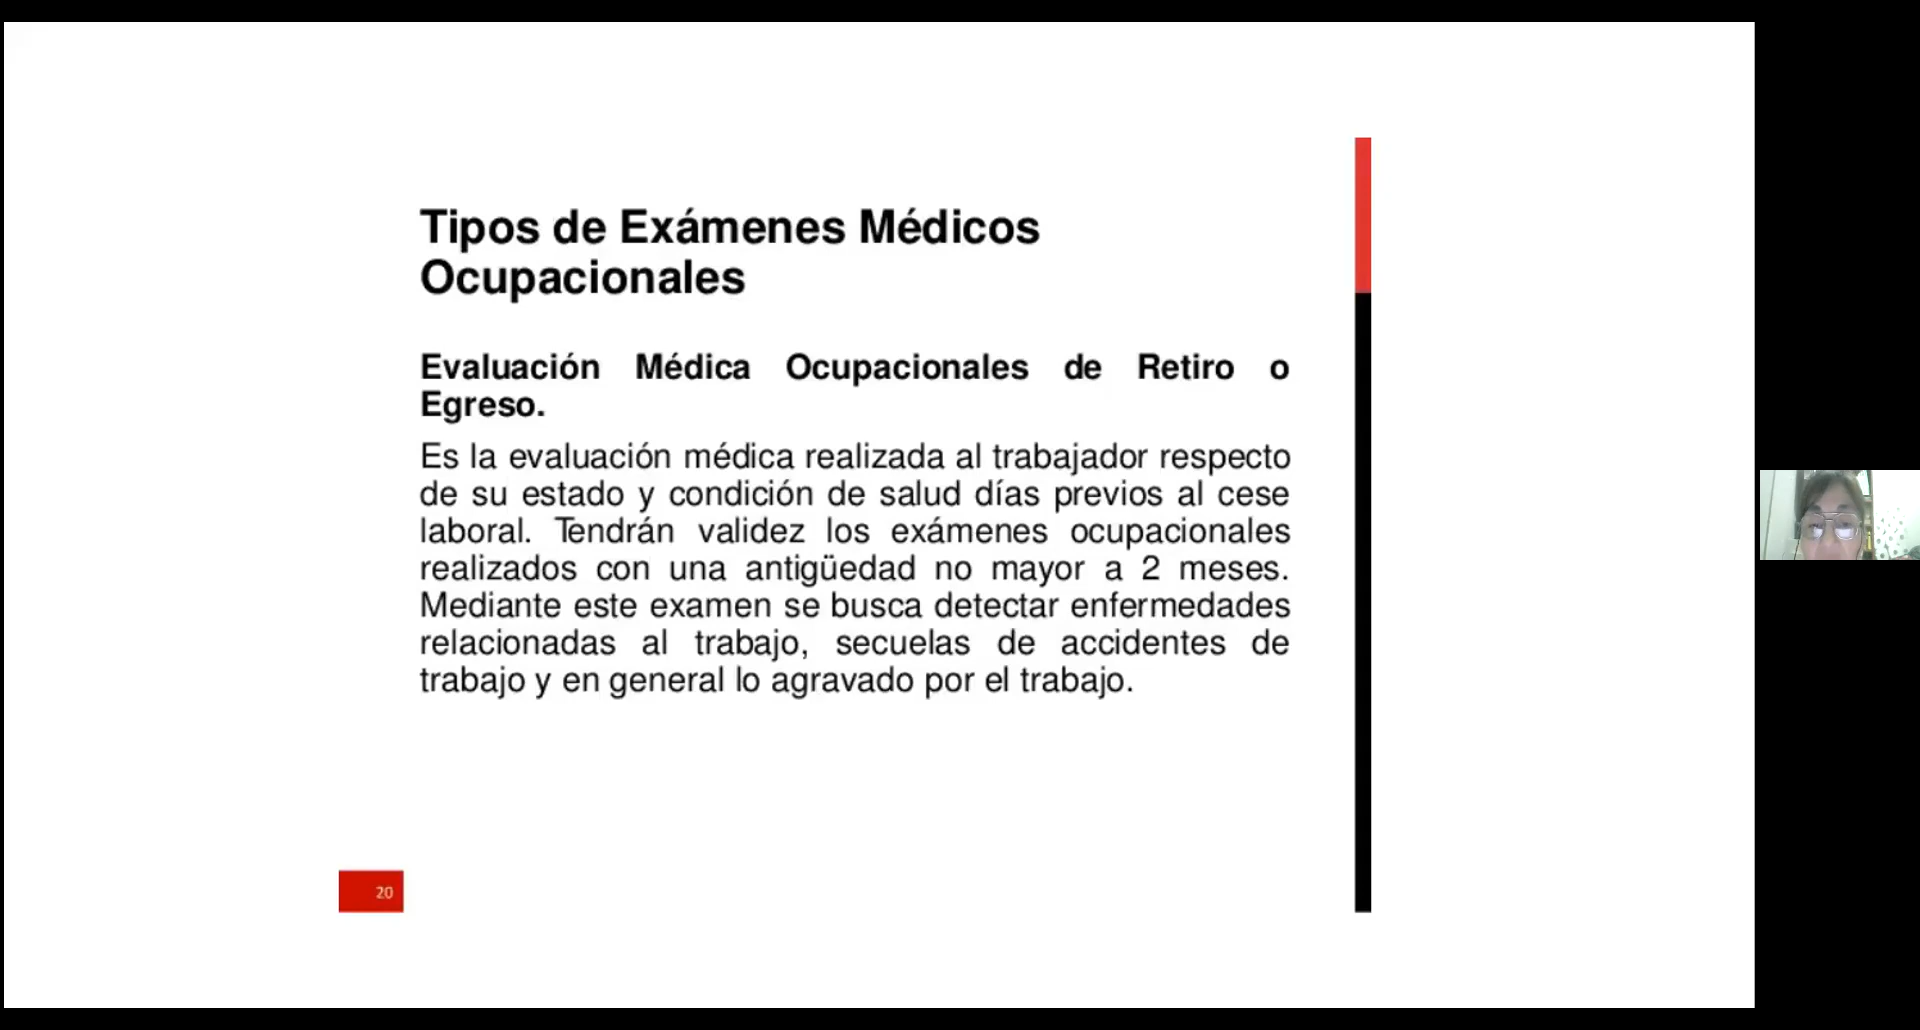 Tipos de Exámenes Médicos
Ocupacionales
Evaluación Médica Ocupacionales de Retiro o
Egreso.
Es la evaluación médica realizada al trabajador respecto
de su estado y condición de salud días previos al cese
laboral. Tendrán validez los exámenes ocupacionales
realizados con una antigüedad no mayor a 2 meses.
Mediante este examen se busca detectar enfermedades
relacionadas al trabajo, secuelas de accidentes de
trabajo y en general lo agravado por el trabajo.
20